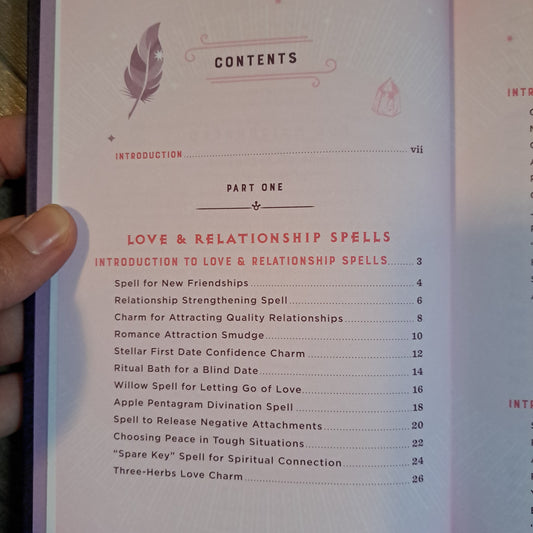 CONTENTS
INTRODUCTION vii
PART ONE
LOVE & RELATIONSHIP SPELLS
INTRODUCTION TO LOVE & RELATIONSHIP SPELLS 3
Spell for New Friendships 4
Relationship Strengthening Spell 6
Charm for Attracting Quality Relationships 8
Romance Attraction Smudge 10
Stellar First Date Confidence Charm 12
Ritual Bath for a Blind Date 14
Willow Spell for Letting Go of Love 16
Apple Pentagram Divination Spell 18
Spell to Release Negative Attachments 20
Choosing Peace in Tough Situations 22
"Spare Key" Spell for Spiritual Connection 24
Three-Herbs Love Charm 26